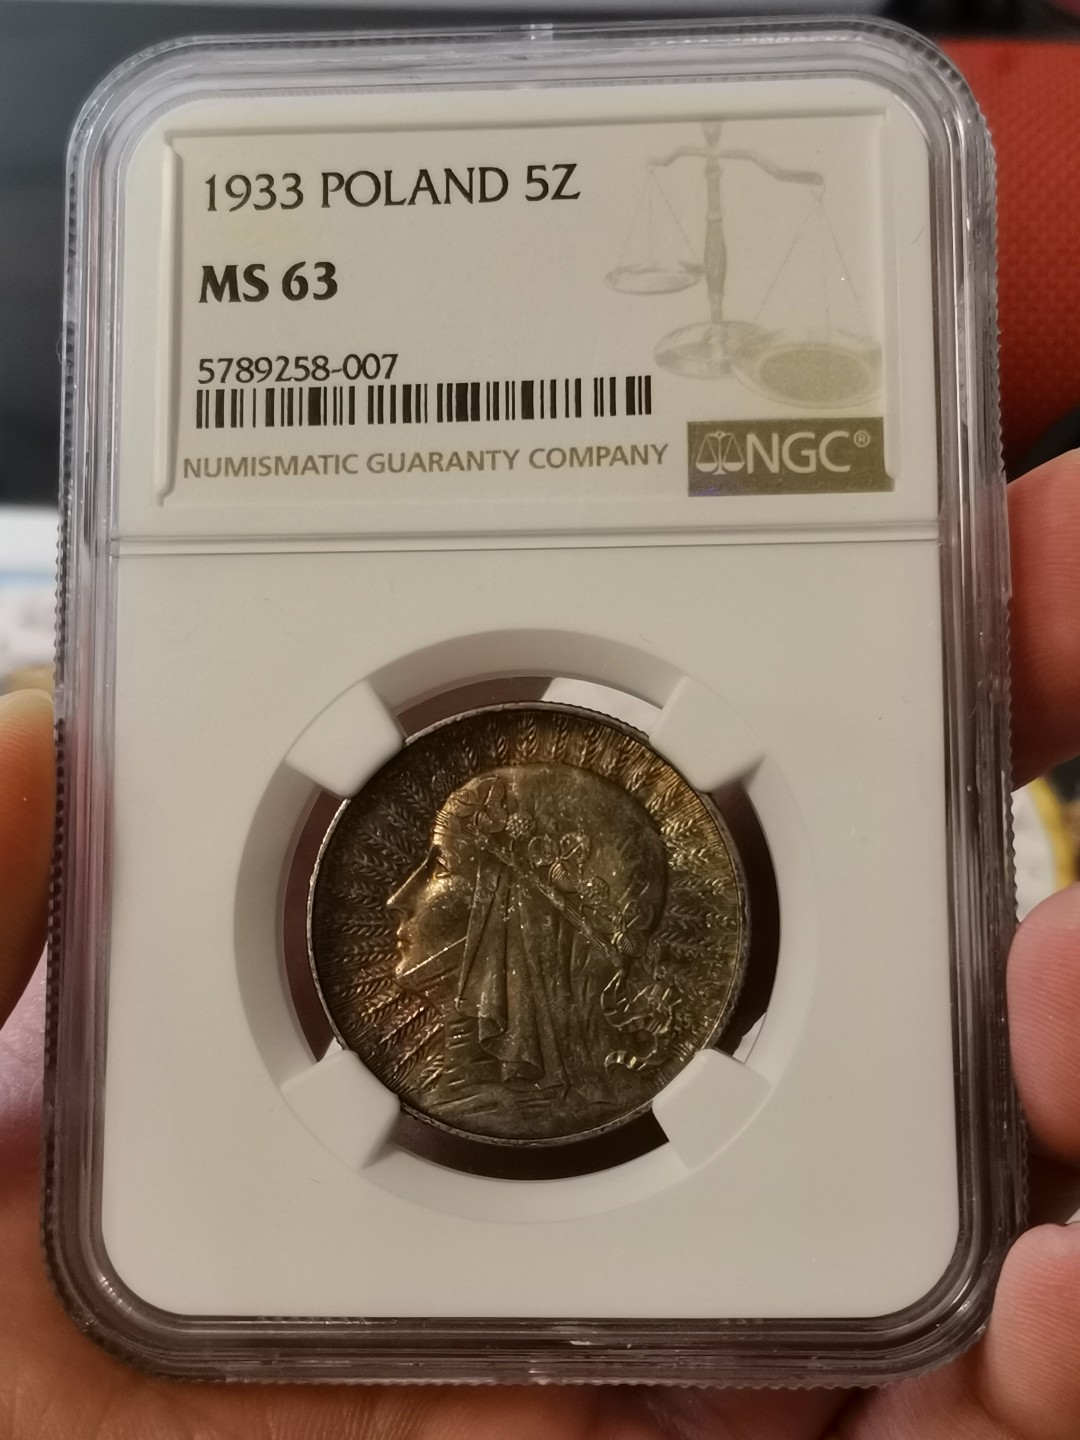 1933 POLAND 5Z
MS 63
5789258-007
NUMISMATIC GUARANTY COMPANY
NGC®